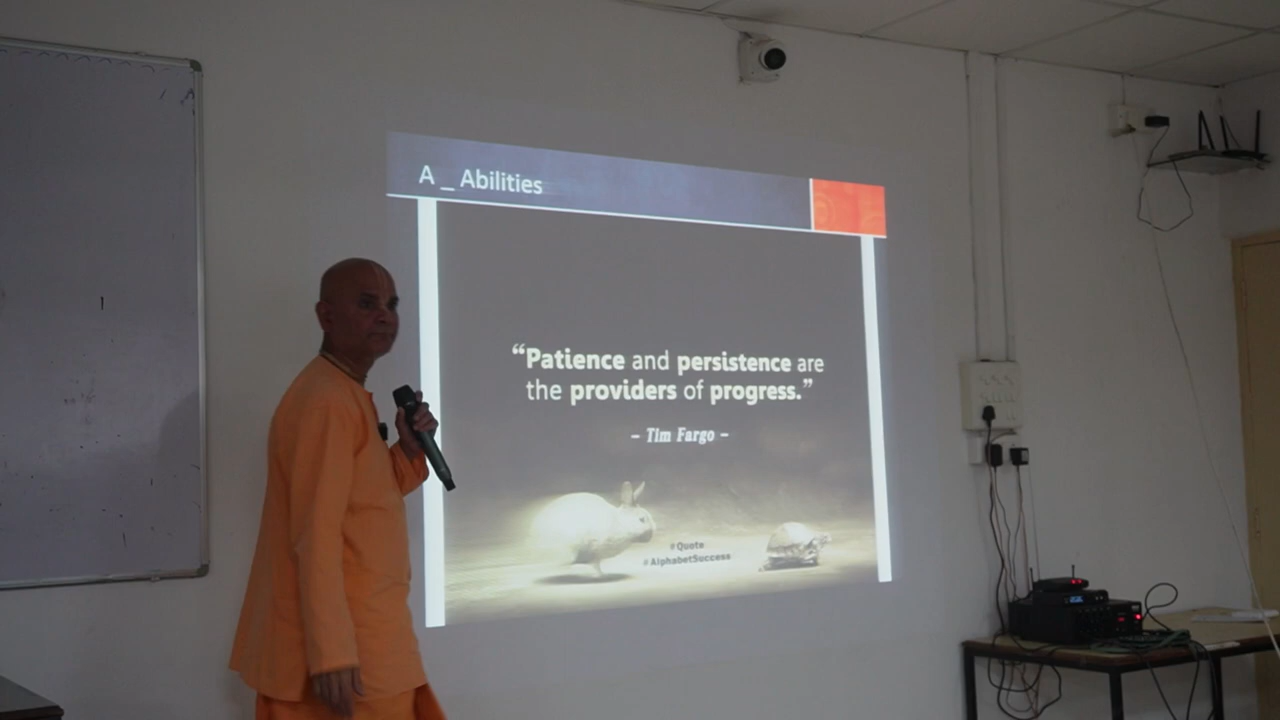 A _ Abilities
“Patience and persistence are
the providers of progress.”
– Tim Fargo –
#Quote
#AlphabetSuccess